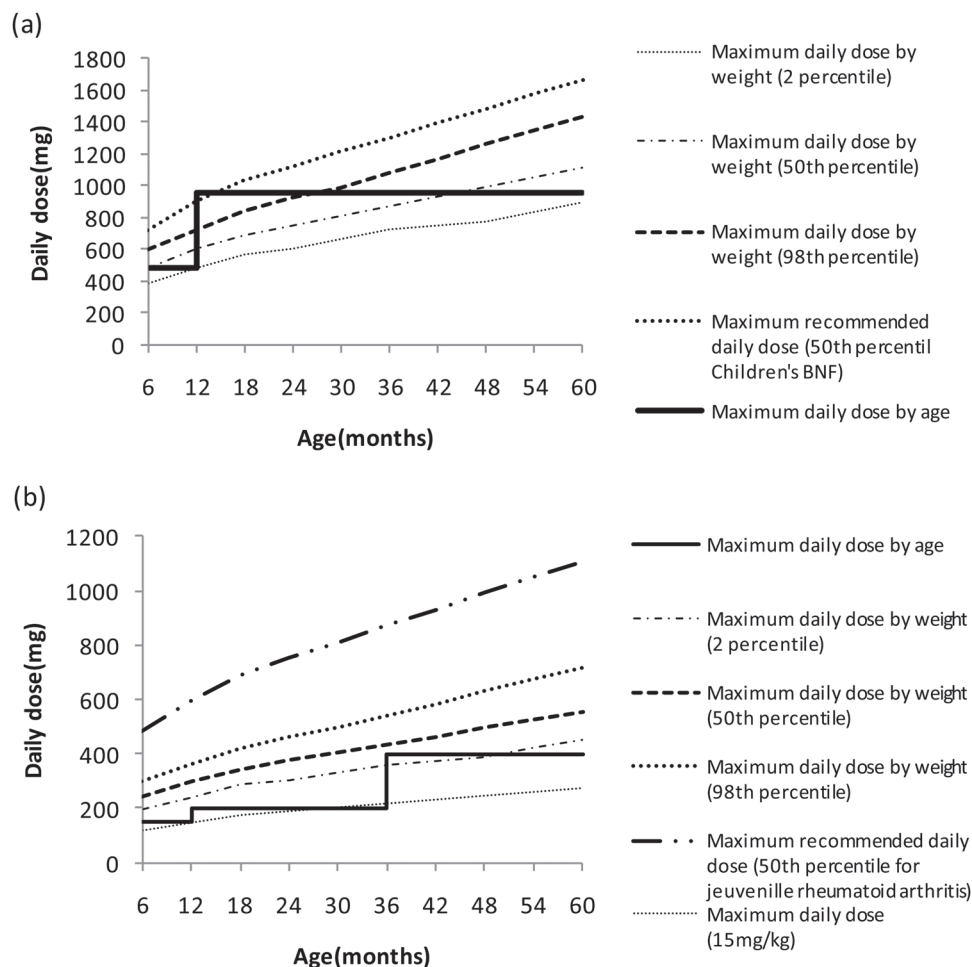 (a)
1800
1600
1400
1200
1000
800
600
400
200
0
Daily dose(mg)
6 12 18 24 30 36 42 48 54 60
Age(months)
Maximum daily dose by
weight (2 percentile)
Maximum daily dose by
weight (50th percentile)
Maximum daily dose by
weight (98th percentile)
Maximum recommended
daily dose (50th percentil
Children's BNF)
Maximum daily dose by age
(b)
1200
1000
800
600
400
200
0
Daily dose(mg)
6 12 18 24 30 36 42 48 54 60
Age(months)
Maximum daily dose by age
Maximum daily dose by weight
(2 percentile)
Maximum daily dose by weight
(50th percentile)
Maximum daily dose by weight
(98th percentile)
Maximum recommended daily
dose (50th percentile for
jeuvenille rheumatoid arthritis)
Maximum daily dose
(15mg/kg)